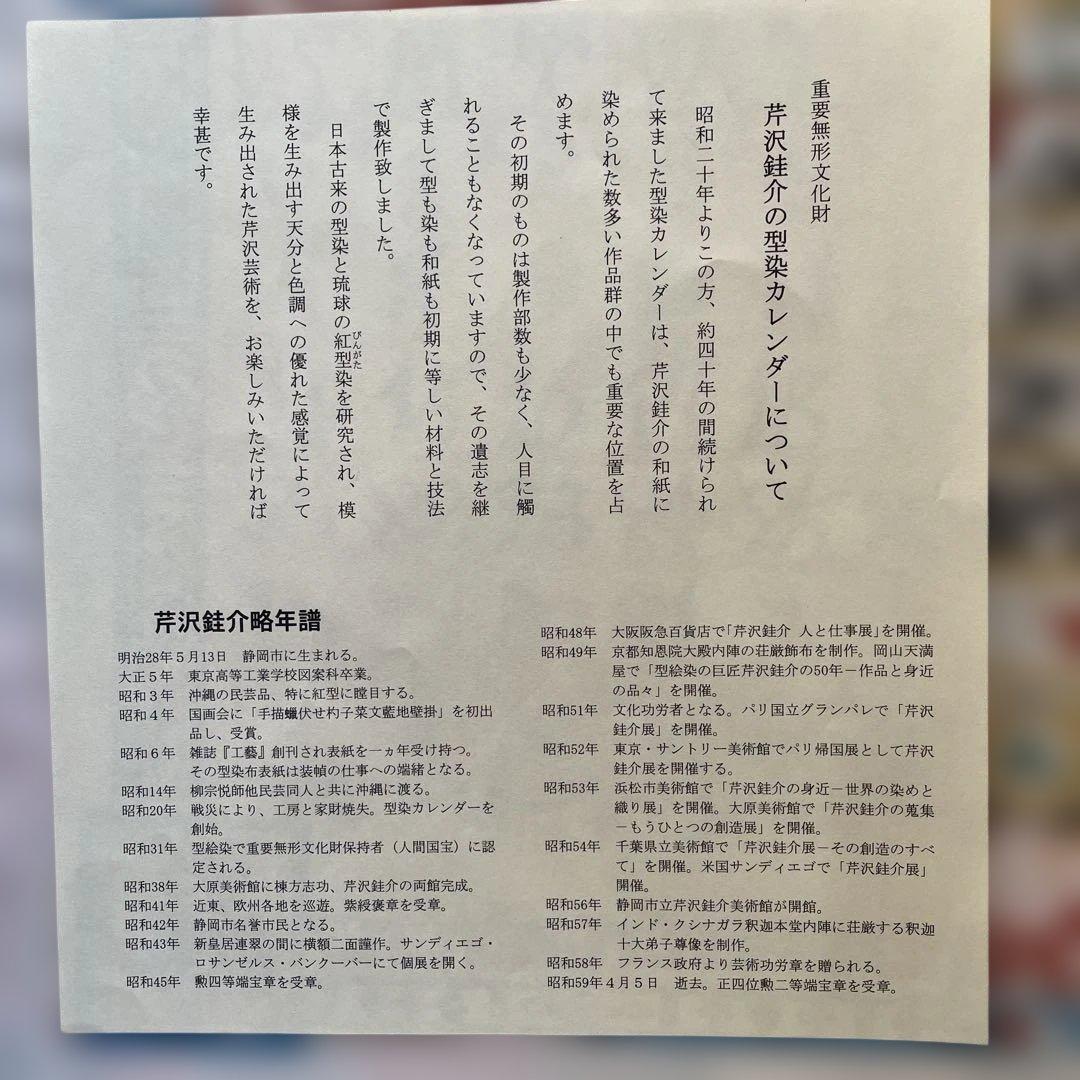 重要無形文化財
芹沢銈介の型染カレンダーについて
昭和二十年よりこの方、約四十年の間続けられ
て来ました型染カレンダーは、芹沢銈介の和紙に
染められた数多い作品群の中でも重要な位置を占
めます。
その初期のものは製作部数も少なく、人目に觸
れることもなくなっていますので、その遺志を継
ぎまして型も染も和紙も初期に等しい材料と技法
で製作致しました。
日本古来の型染と琉球の紅型染を研究され、模
びんがた
様を生み出す天分と色調への優れた感覚によって
生み出された芹沢芸術を、お楽しみいただければ
幸甚です。
芹沢銈介略年譜
明治28年5月13日 静岡市に生まれる。
大正5年 東京高等工業学校図案科卒業。
昭和3年 沖縄の民芸品、特に紅型に瞠目する。
昭和4年 国画会に「手描蠟伏せ杓子菜文藍地壁掛」を初出
品し、受賞。
昭和6年 雑誌『工藝』創刊され表紙を一ヵ年受け持つ。
その型染布表紙は装幀の仕事への端緒となる。
昭和14年 柳宗悦師他民芸同人と共に沖縄に渡る。
昭和20年 戦災により、工房と家財焼失。型染カレンダーを
創始。
昭和31年 型絵染で重要無形文化財保持者（人間国宝）に認
定される。
昭和38年 大原美術館に棟方志功、芹沢銈介の両館完成。
昭和41年 近東、欧州各地を巡遊。紫綬褒章を受章。
昭和42年 静岡市名誉市民となる。
昭和43年 新皇居連翠の間に横額二面謹作。サンディエゴ・
ロサンゼルス・バンクーバーにて個展を開く。
昭和45年 勲四等端宝章を受章。
昭和48年 大阪阪急百貨店で「芹沢銈介 人と仕事展」を開催。
昭和49年 京都知恩院大殿内陣の荘厳飾布を制作。岡山天満
屋で「型絵染の巨匠芹沢銈介の50年－作品と身近
の品々」を開催。
昭和51年 文化功労者となる。パリ国立グランパレで「芹沢
銈介展」を開催。
昭和52年 東京・サントリー美術館でパリ帰国展として芹沢
銈介展を開催する。
昭和53年 浜松市美術館で「芹沢銈介の身近－世界の染めと
織り展」を開催。大原美術館で「芹沢銈介の蒐集
－もうひとつの創造展」を開催。
昭和54年 千葉県立美術館で「芹沢銈介展－その創造のすべ
て」を開催。米国サンディエゴで「芹沢銈介展」
開催。
昭和56年 静岡市立芹沢銈介美術館が開館。
昭和57年 インド・クシナガラ釈迦本堂内陣に荘厳する釈迦
十大弟子尊像を制作。
昭和58年 フランス政府より芸術功労章を贈られる。
昭和59年4月5日 逝去。正四位勲二等端宝章を受章。